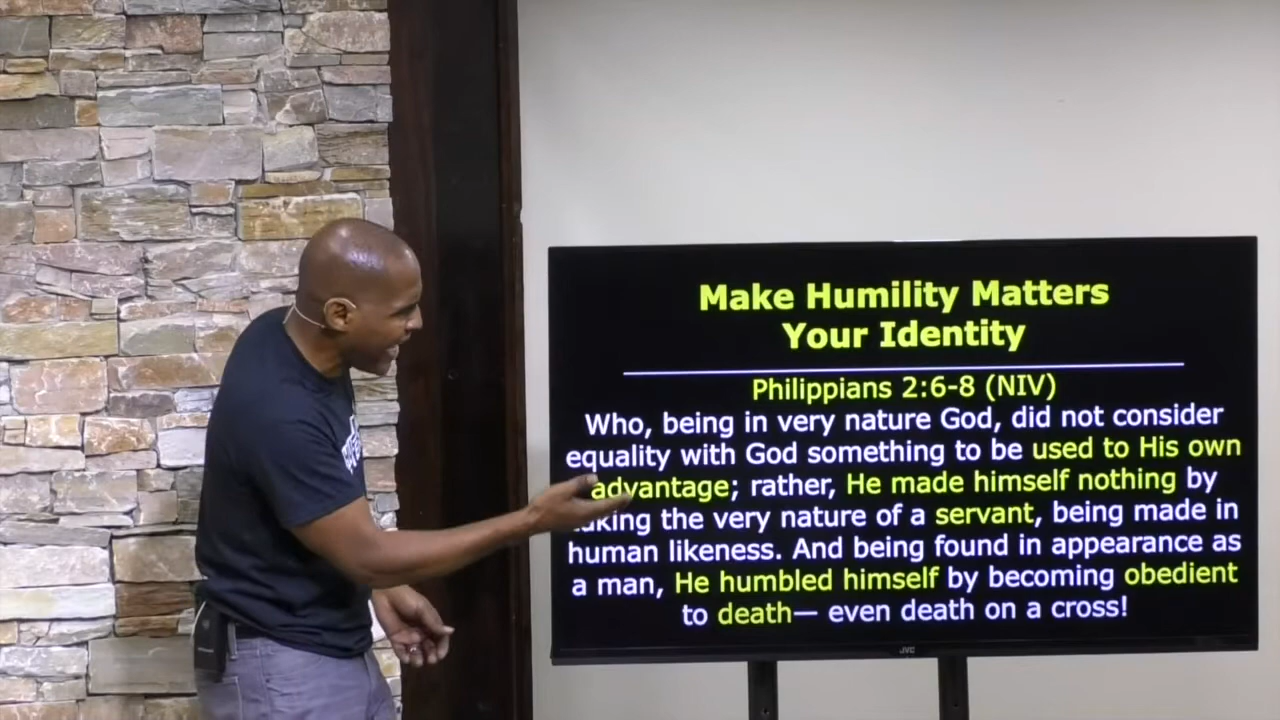 Make Humility Matters
Your Identity
Philippians 2:6-8 (NIV)
Who, being in very nature God, did not consider
equality with God something to be used to His own
advantage; rather, He made himself nothing by
taking the very nature of a servant, being made in
human likeness. And being found in appearance as
a man, He humbled himself by becoming obedient
to death— even death on a cross!
JVC